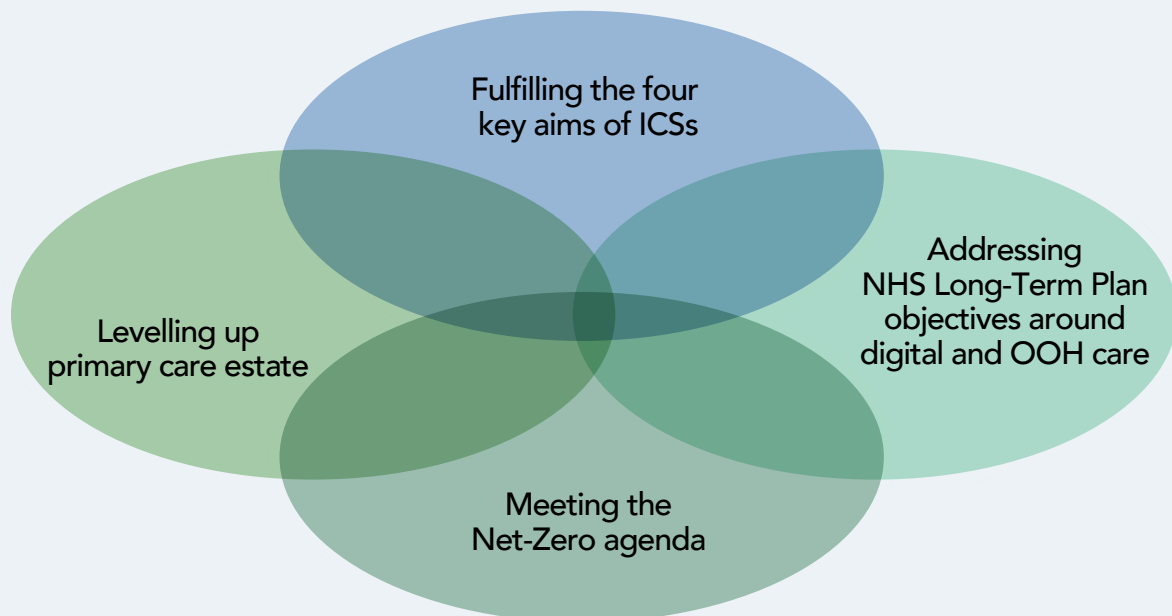 Fulfilling the four
key aims of ICSs
Levelling up
primary care estate
Addressing
NHS Long-Term Plan
objectives around
digital and OOH care
Meeting the
Net-Zero agenda